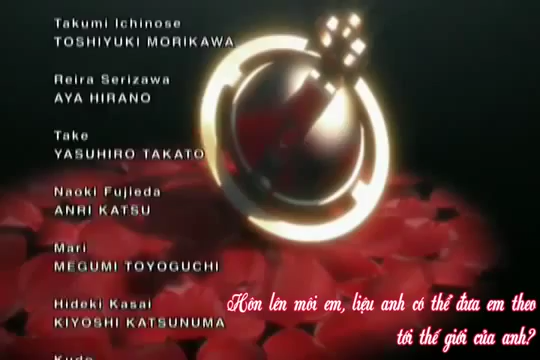 Takumi Ichinose
TOSHIYUKI MORIKAWA
Reira Serizawa
AYA HIRANO
Take
YASUHIRO TAKATO
Naoki Fujieda
ANRI KATSU
Mari
MEGUMI TOYOGUCHI
Hideki Kasai
KIYOSHI KATSUNUMA
Kudo
Hôn lên môi em, liệu anh có thể đưa em theo
tới thế giới của anh?